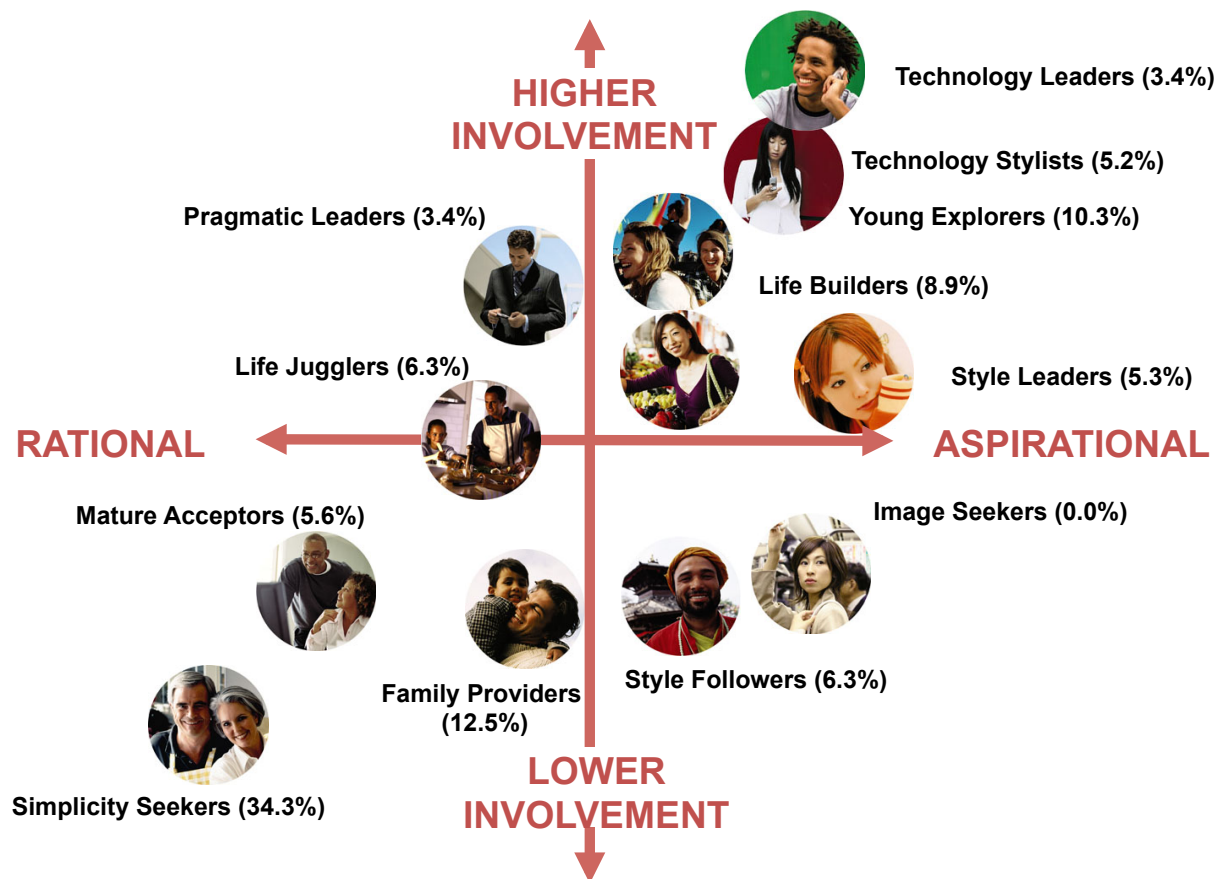 HIGHER
INVOLVEMENT
Technology Leaders (3.4%)
Technology Stylists (5.2%)
Pragmatic Leaders (3.4%)
Young Explorers (10.3%)
Life Builders (8.9%)
Life Jugglers (6.3%)
Style Leaders (5.3%)
RATIONAL
ASPIRATIONAL
Mature Acceptors (5.6%)
Image Seekers (0.0%)
Family Providers
(12.5%)
Style Followers (6.3%)
Simplicity Seekers (34.3%)
LOWER
INVOLVEMENT